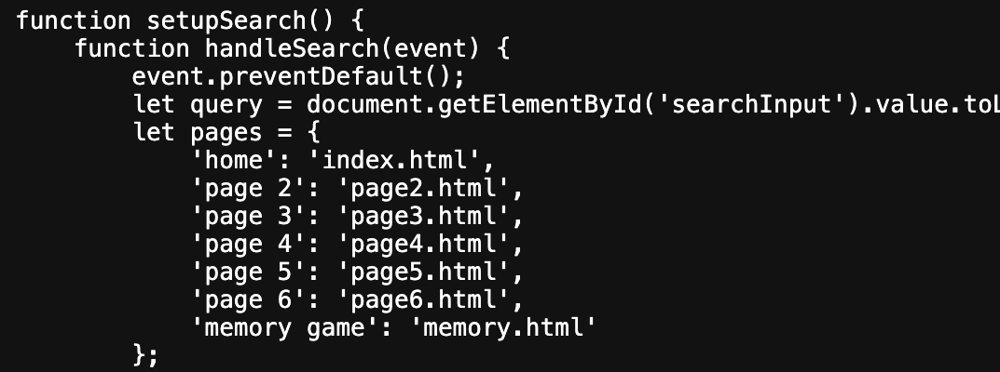 function setupSearch() {
    function handleSearch(event) {
        event.preventDefault();
        let query = document.getElementById('searchInput').value.toL
        let pages = {
            'home': 'index.html',
            'page 2': 'page2.html',
            'page 3': 'page3.html',
            'page 4': 'page4.html',
            'page 5': 'page5.html',
            'page 6': 'page6.html',
            'memory game': 'memory.html'
        };